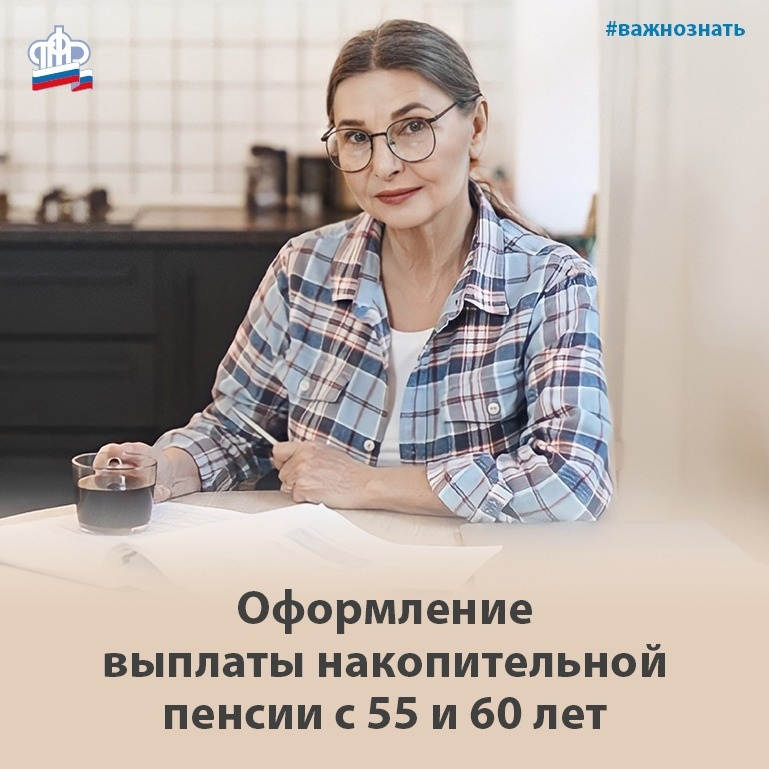 #важнознать
Оформление
выплаты накопительной
пенсии с 55 и 60 лет